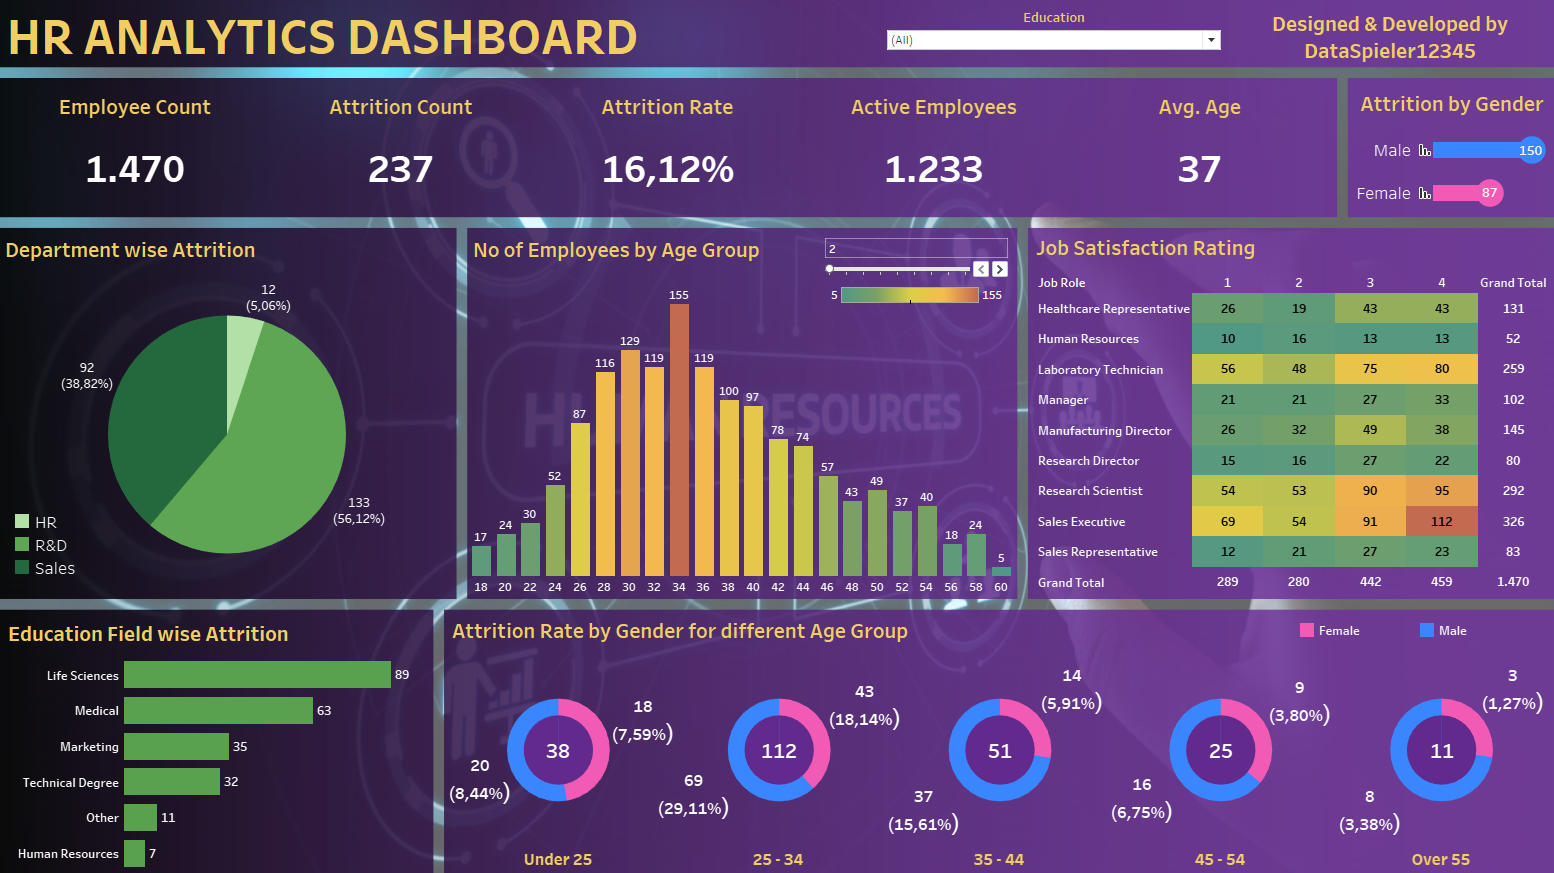 HR ANALYTICS DASHBOARD
Education
(All)
Designed & Developed by
DataSpieler12345
Employee Count
1.470
Attrition Count
237
Attrition Rate
16,12%
Active Employees
1.233
Avg. Age
37
Attrition by Gender
Male 150
Female 87
Department wise Attrition
12
(5,06%)
92
(38,82%)
133
(56,12%)
HR
R&D
Sales
No of Employees by Age Group
2
5 155
17 24 30 52 87 116 129 119 155 119 100 97 78 74 57 43 49 37 40 18 24 5
18 20 22 24 26 28 30 32 34 36 38 40 42 44 46 48 50 52 54 56 58 60
HUMAN RESOURCES
Job Satisfaction Rating
Job Role 1 2 3 4 Grand Total
Healthcare Representative 26 19 43 43 131
Human Resources 10 16 13 13 52
Laboratory Technician 56 48 75 80 259
Manager 21 21 27 33 102
Manufacturing Director 26 32 49 38 145
Research Director 15 16 27 22 80
Research Scientist 54 53 90 95 292
Sales Executive 69 54 91 112 326
Sales Representative 12 21 27 23 83
Grand Total 289 280 442 459 1.470
Education Field wise Attrition
Life Sciences 89
Medical 63
Marketing 35
Technical Degree 32
Other 11
Human Resources 7
Attrition Rate by Gender for different Age Group
Female
Male
18
(7,59%)
38
20
(8,44%)
Under 25
43
(18,14%)
112
69
(29,11%)
25 - 34
14
(5,91%)
51
37
(15,61%)
35 - 44
9
(3,80%)
25
16
(6,75%)
45 - 54
3
(1,27%)
11
8
(3,38%)
Over 55